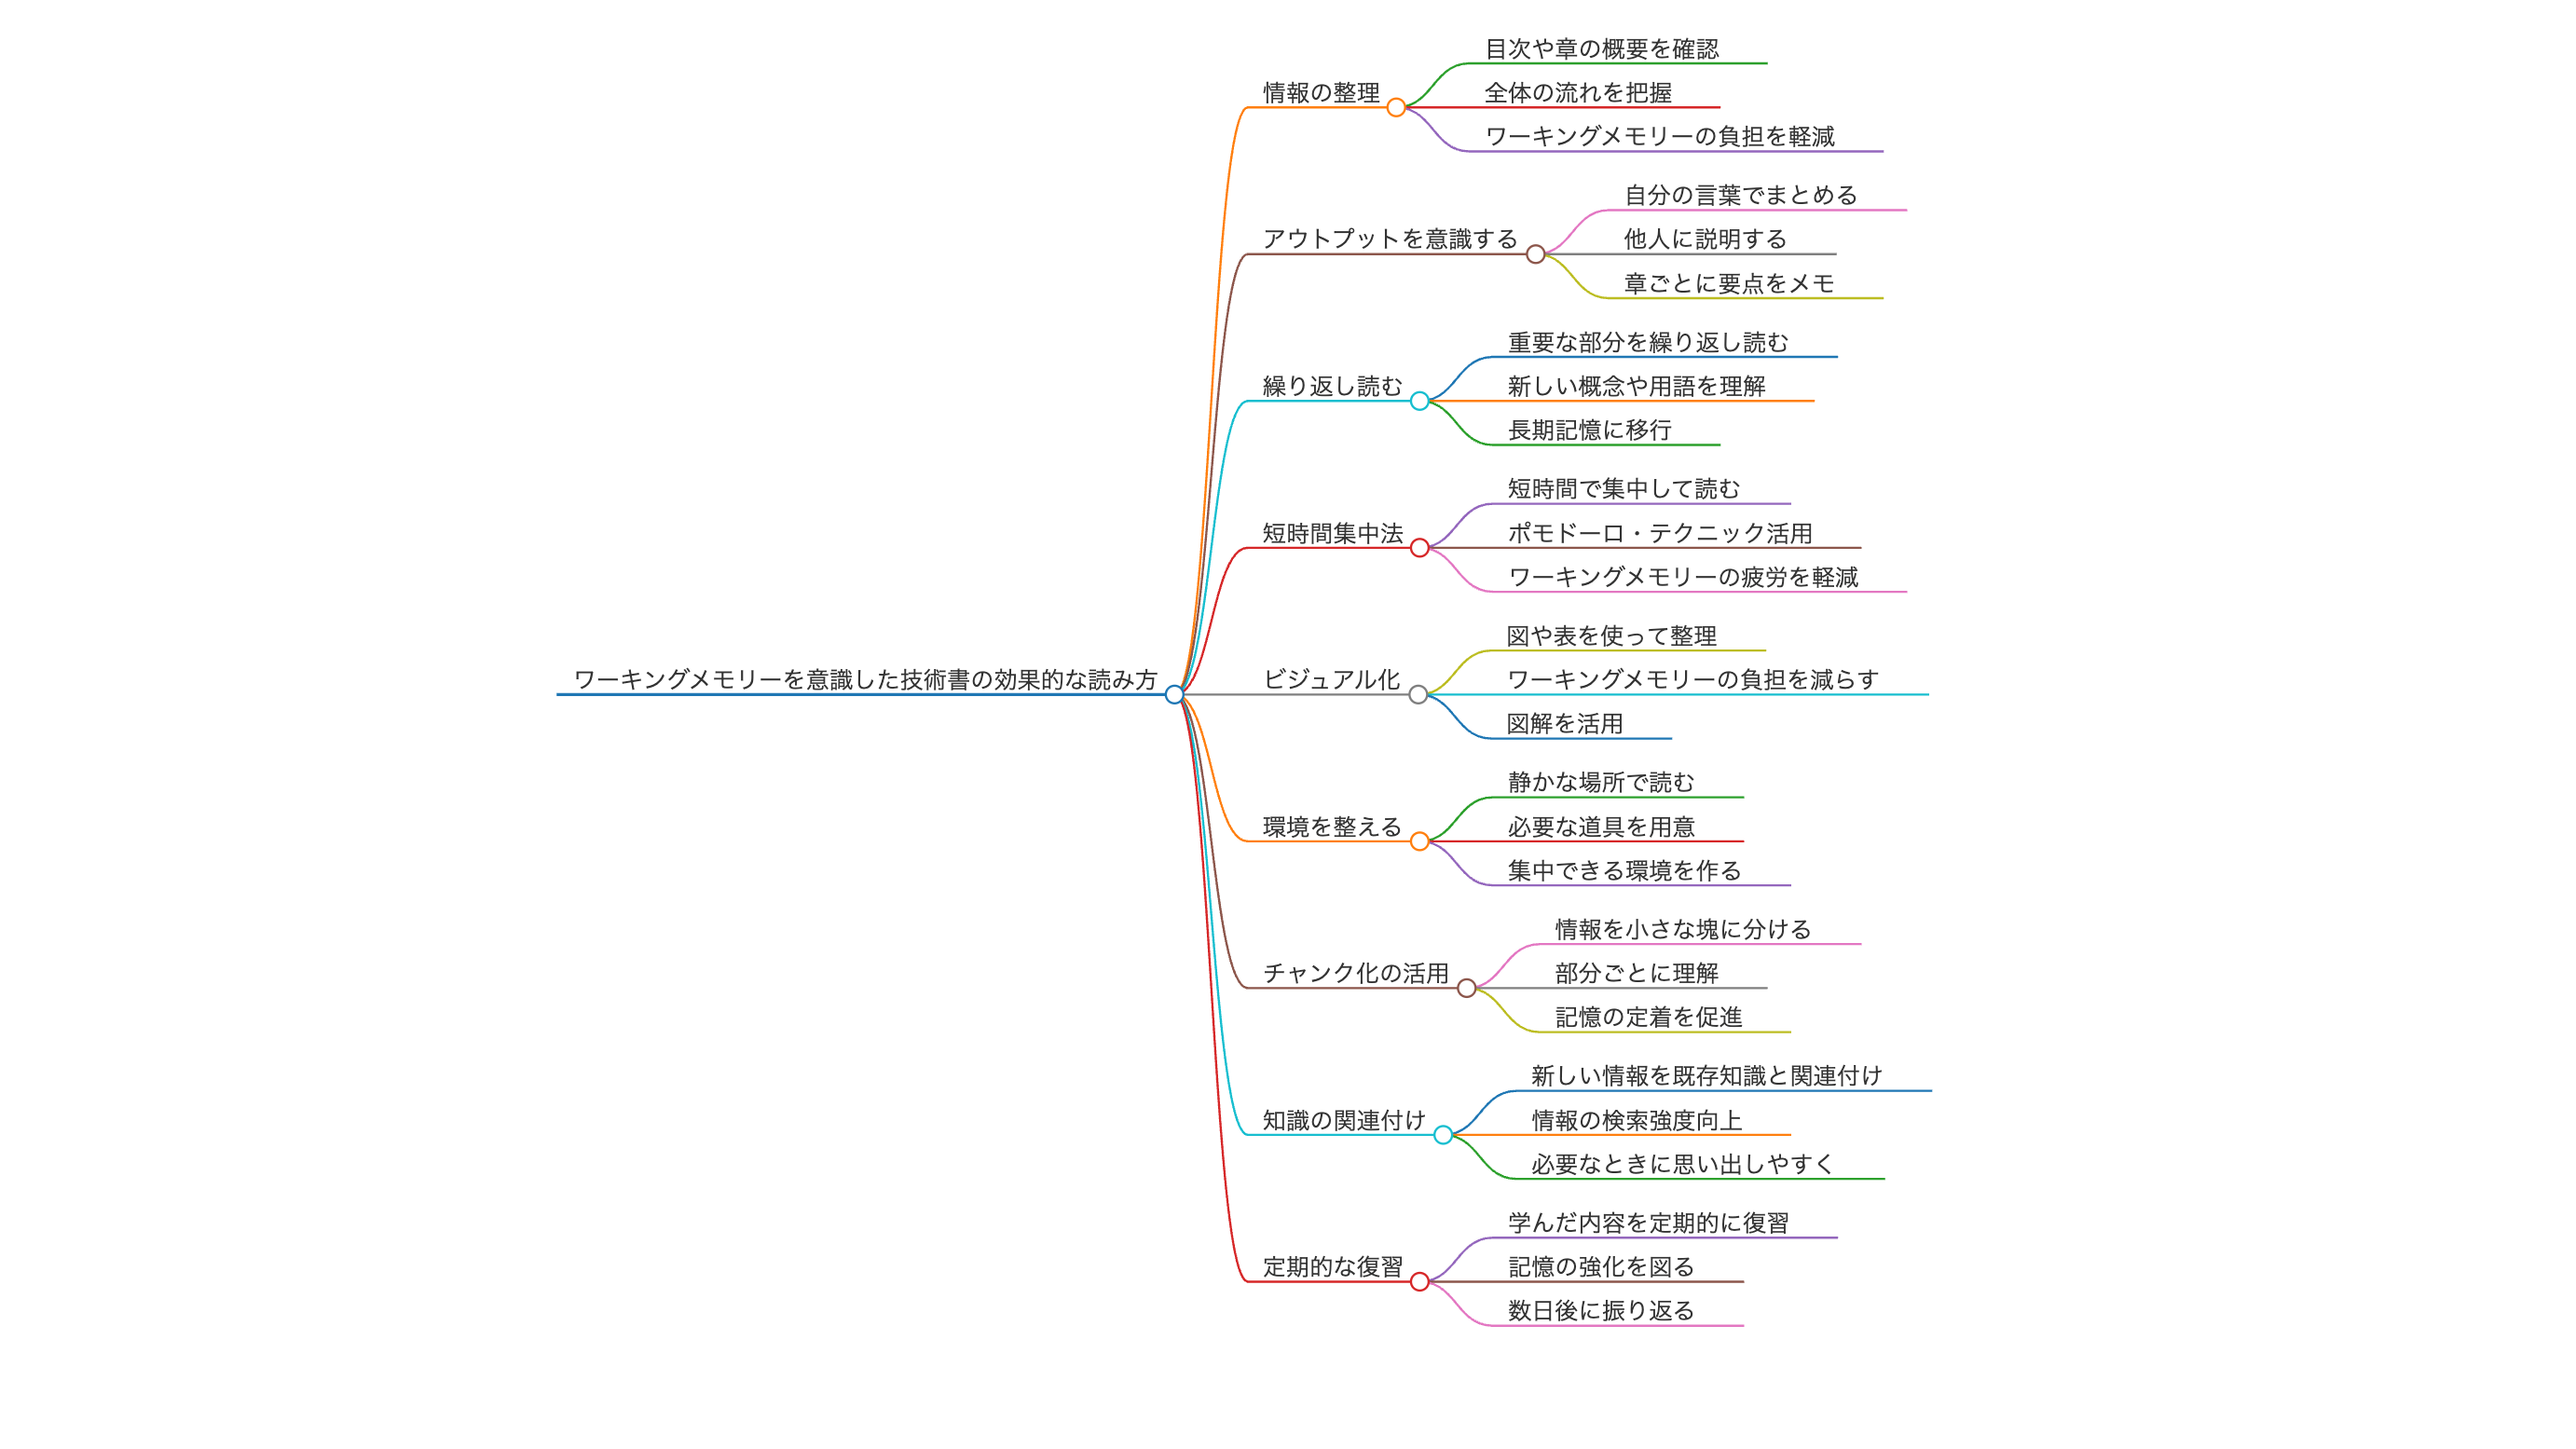 ワーキングメモリーを意識した技術書の効果的な読み方
情報の整理
目次や章の概要を確認
全体の流れを把握
ワーキングメモリーの負担を軽減
アウトプットを意識する
自分の言葉でまとめる
他人に説明する
章ごとに要点をメモ
繰り返し読む
重要な部分を繰り返し読む
新しい概念や用語を理解
長期記憶に移行
短時間集中法
短時間で集中して読む
ポモドーロ・テクニック活用
ワーキングメモリーの疲労を軽減
ビジュアル化
図や表を使って整理
ワーキングメモリーの負担を減らす
図解を活用
環境を整える
静かな場所で読む
必要な道具を用意
集中できる環境を作る
チャンク化の活用
情報を小さな塊に分ける
部分ごとに理解
記憶の定着を促進
知識の関連付け
新しい情報を既存知識と関連付け
情報の検索強度向上
必要なときに思い出しやすく
定期的な復習
学んだ内容を定期的に復習
記憶の強化を図る
数日後に振り返る